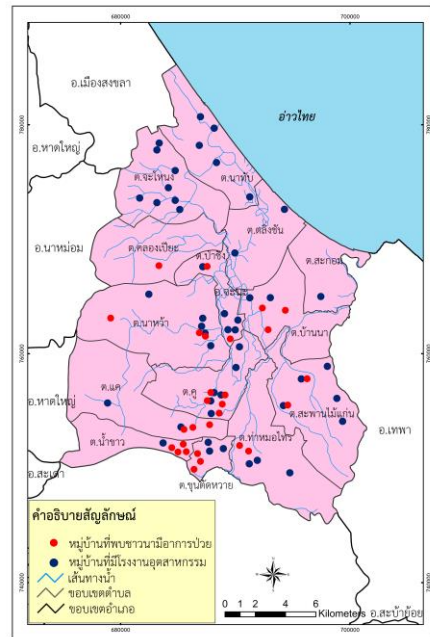 680000
700000
อ.เมืองสงขลา
อ่าวไทย
780000
780000
อ.หาดใหญ่
ต.นาทับ
ต.จะโหนง
ต.ตลิ่งชัน
อ.นาหม่อม
ต.คลองเปียะ
ต.ป่าชิง
ต.สะกอม
อ.จะนะ
ต.นาหว้า
ต.บ้านนา
760000
760000
อ.หาดใหญ่
ต.แค
ต.คู
ต.สะพานไม้แก่น
อ.เทพา
ต.น้ำขาว
ต.ท่าหมอไทร
อ.สะเดา
ต.ขุนตัดหวาย
คำอธิบายสัญลักษณ์
หมู่บ้านที่พบชาวนามีอาการป่วย
หมู่บ้านที่มีโรงงานอุตสาหกรรม
เส้นทางน้ำ
ขอบเขตตำบล
ขอบเขตอำเภอ
740000
740000
0 1 2 4 6
Kilometers
อ.สะบ้าย้อย
680000
700000